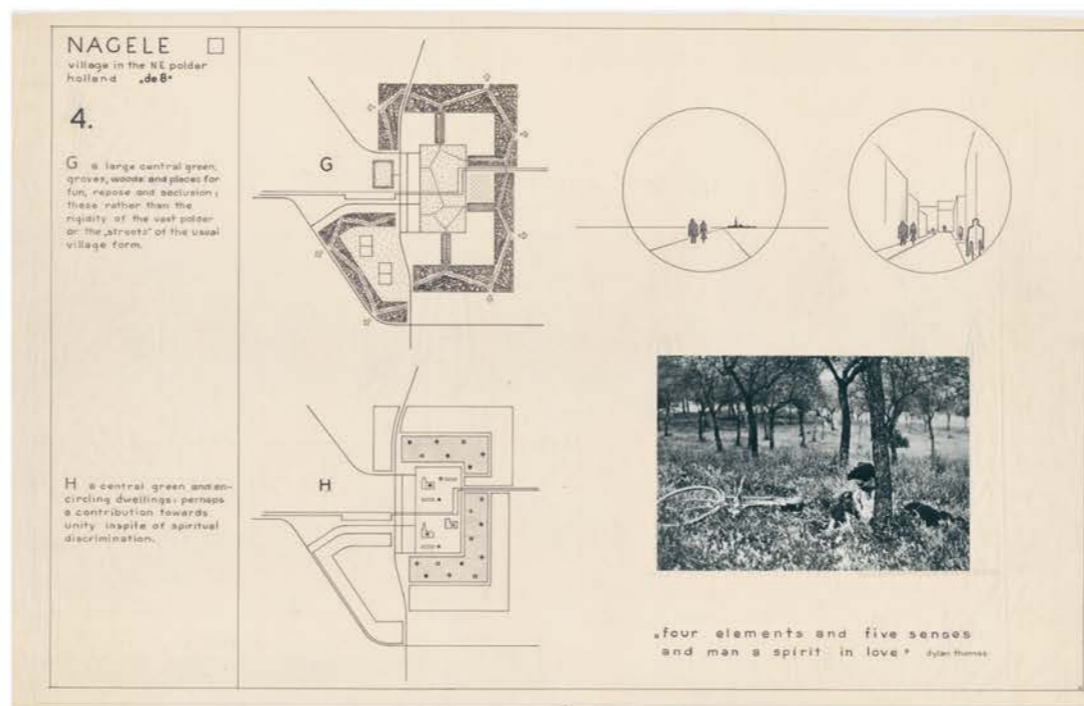 NAGELE
village in the NE polder
holland „de 8“
4.
G a large central green,
groves, woods and places for
fun, repose and seclusion;
these rather than the
rigidity of the vast polder
or the „streets“ of the usual
village form.
G
H a central green and en-
circling dwellings: perhaps
a contribution towards
unity inspite of spiritual
discrimination.
H
„four elements and five senses
and man a spirit in love“ dylan thomas